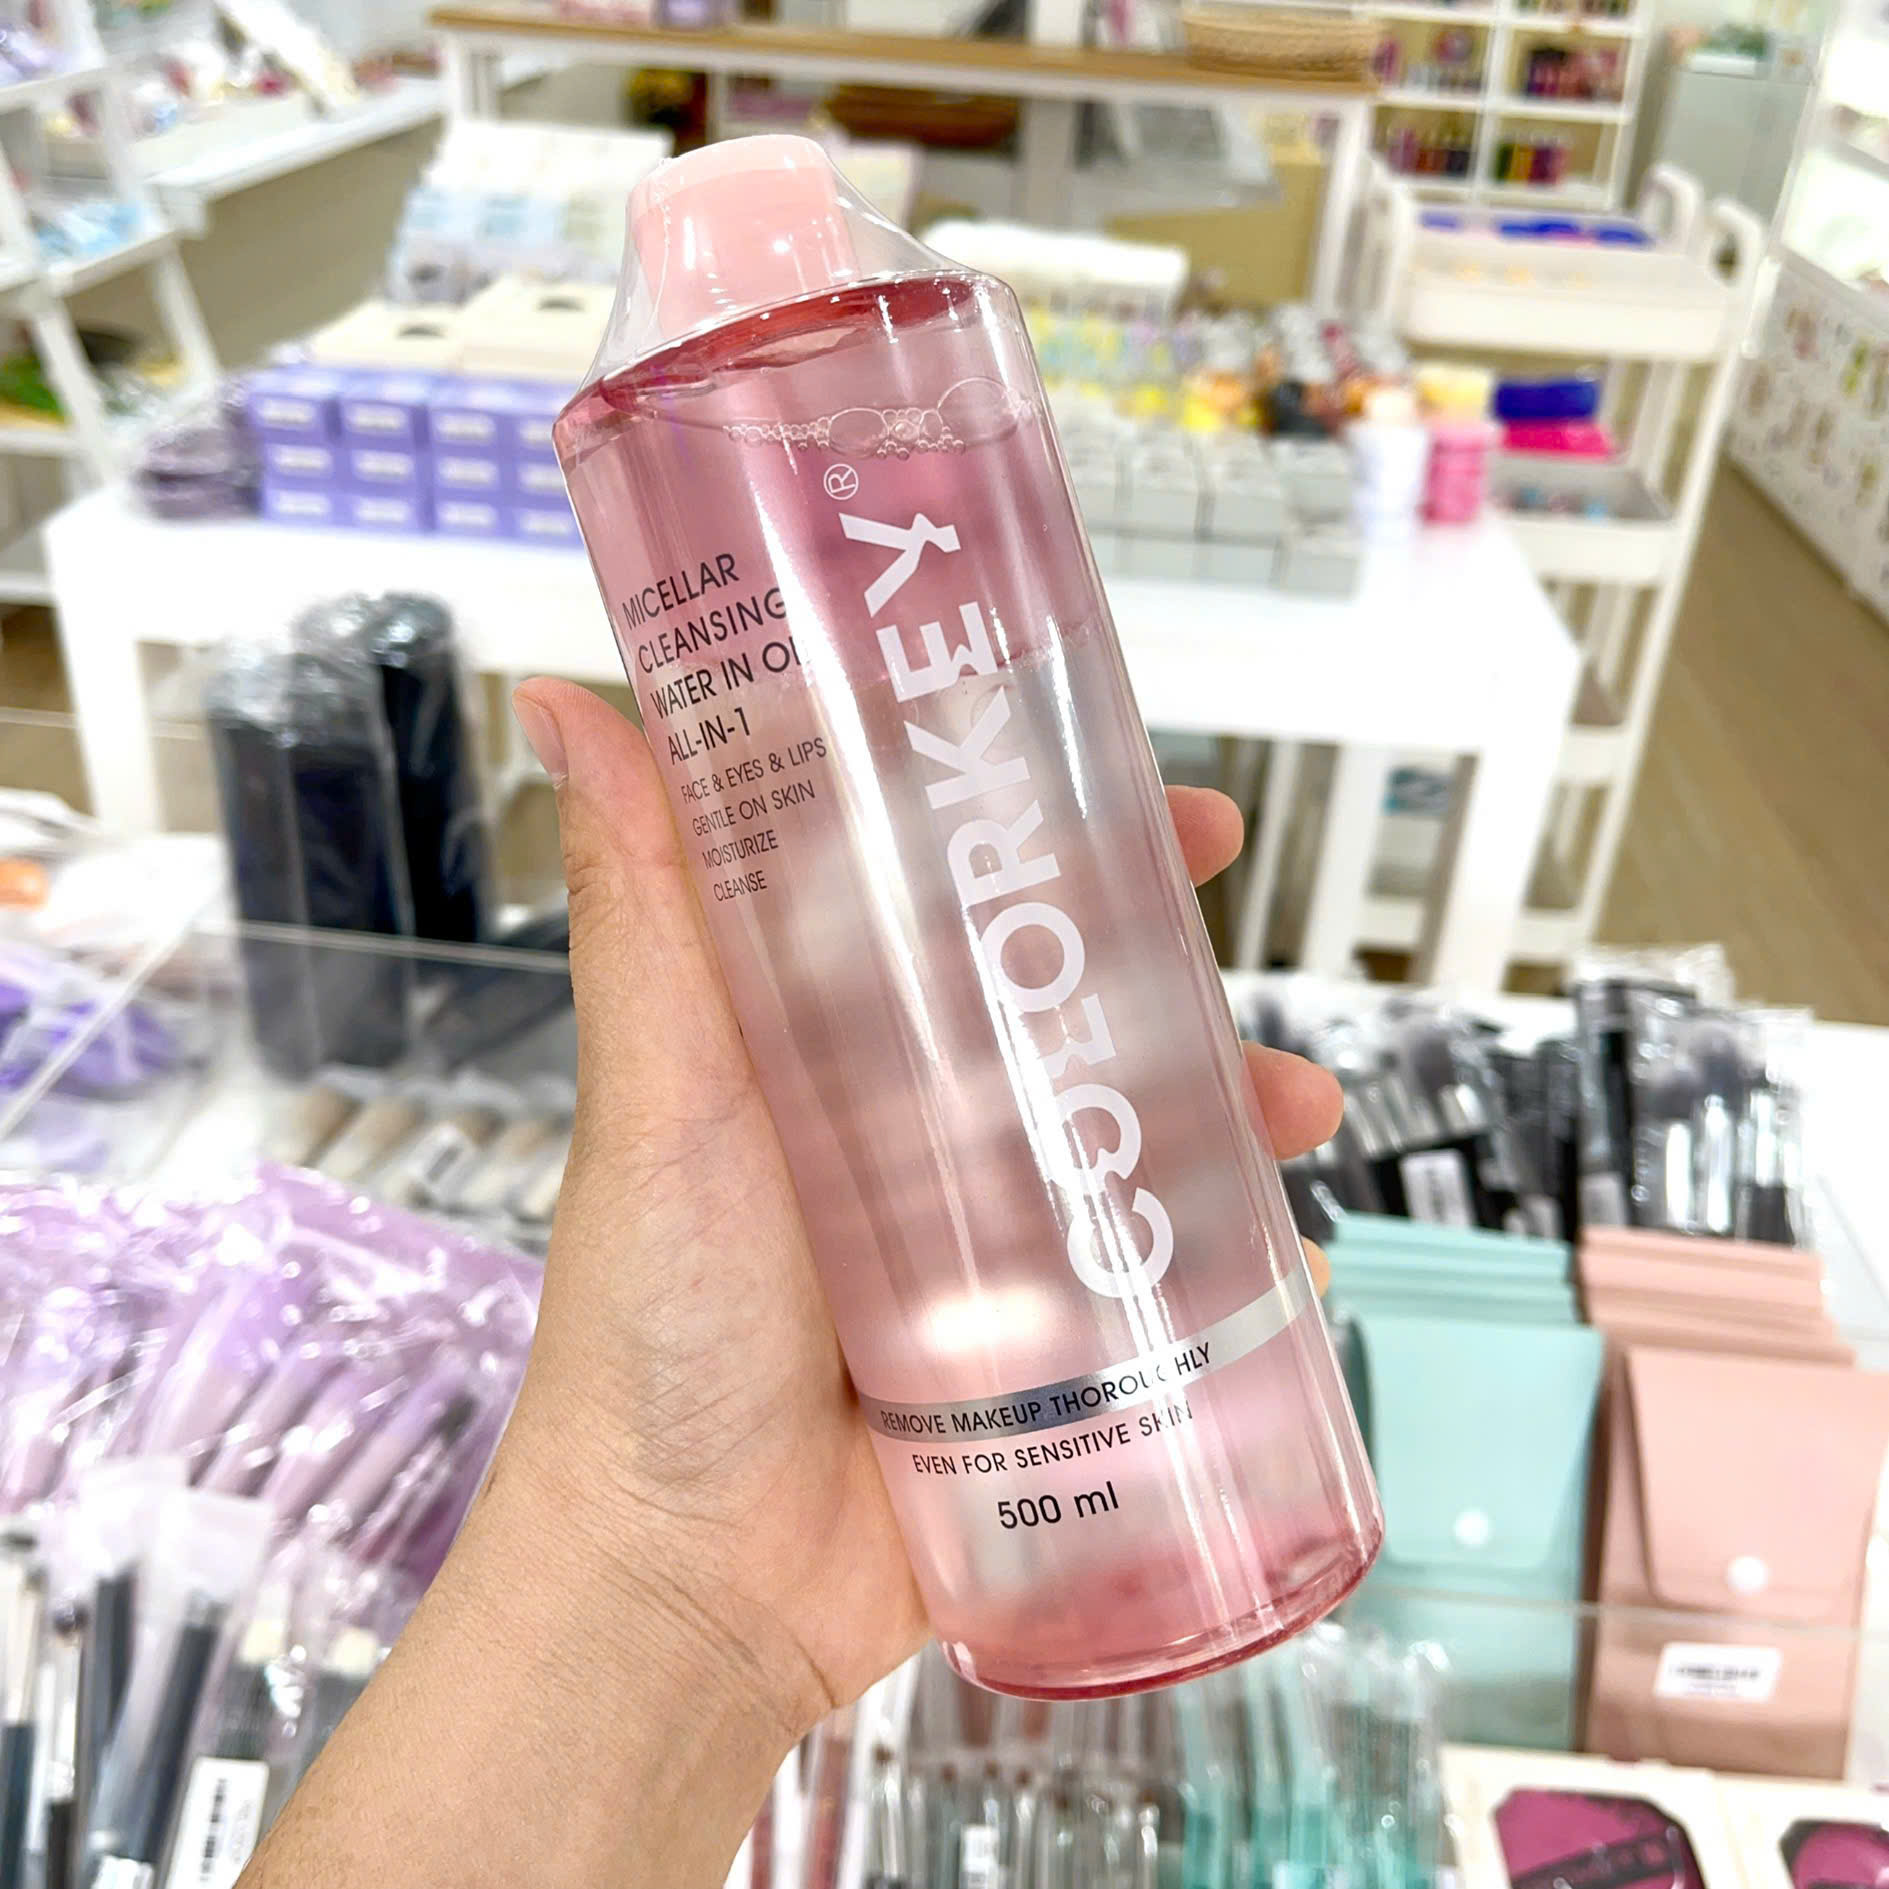 MICELLAR
CLEANSING
WATER IN OIL
ALL-IN-1
FACE & EYES & LIPS
GENTLE ON SKIN
MOISTURIZE
CLEANSE
COLORKEY®
REMOVE MAKEUP THOROUGHLY
EVEN FOR SENSITIVE SKIN
500 ml